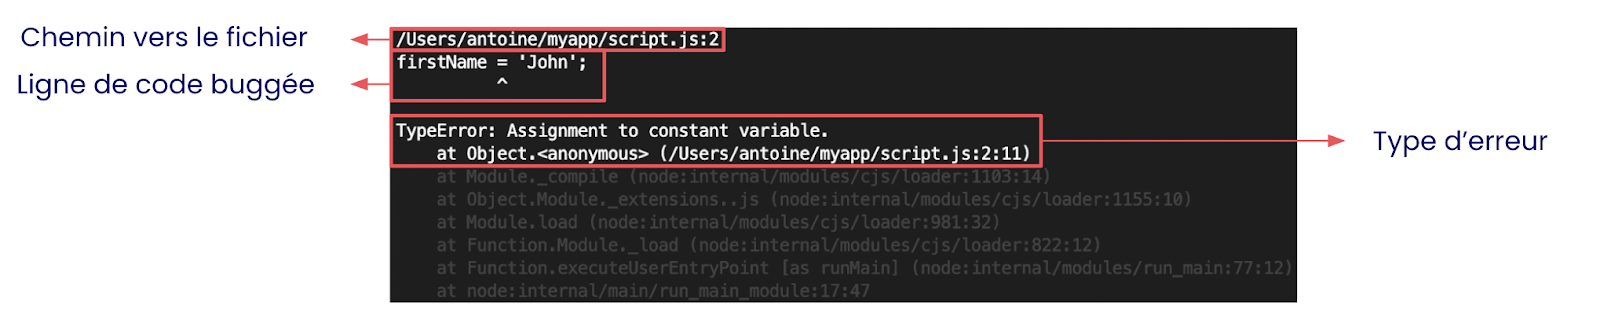 Chemin vers le fichier
/Users/antoine/myapp/script.js:2
firstName = 'John';
Ligne de code buggée
^
TypeError: Assignment to constant variable.
at Object.<anonymous> (/Users/antoine/myapp/script.js:2:11)
Type d’erreur
at Module._compile (node:internal/modules/cjs/loader:1103:14)
at Object.Module._extensions..js (node:internal/modules/cjs/loader:1155:10)
at Module.load (node:internal/modules/cjs/loader:981:32)
at Function.Module._load (node:internal/modules/cjs/loader:822:12)
at Function.executeUserEntryPoint [as runMain] (node:internal/modules/run_main:77:12)
at node:internal/main/run_main_module:17:47